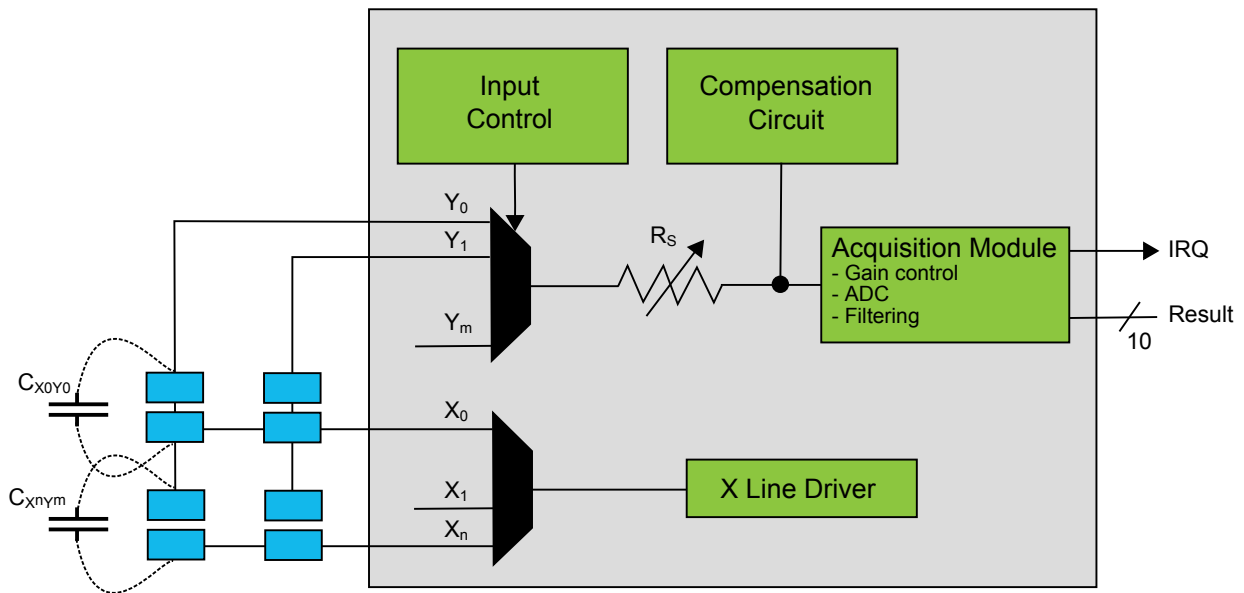 Input
Control
Compensation
Circuit
Y0
Y1
Ym
RS
Acquisition Module
- Gain control
- ADC
- Filtering
IRQ
Result
10
CX0Y0
CXnYm
X0
X1
Xn
X Line Driver